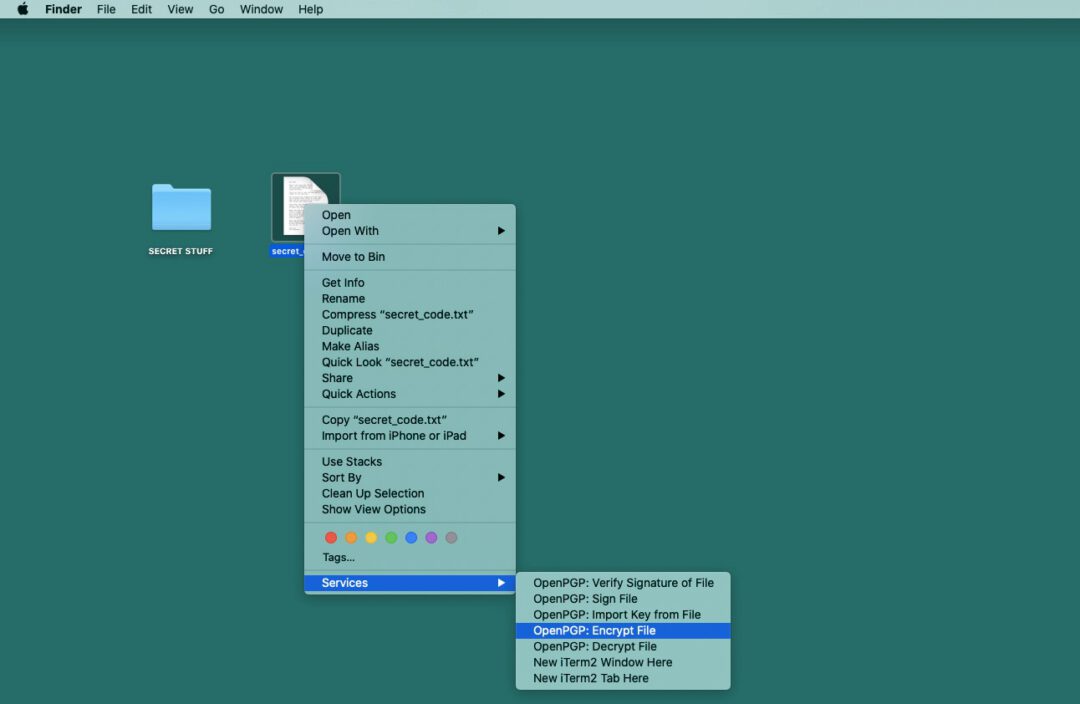 Finder File Edit View Go Window Help
SECRET STUFF
Open
Open With
Move to Bin
Get Info
Rename
Compress “secret_code.txt”
Duplicate
Make Alias
Quick Look “secret_code.txt”
Share
Quick Actions
Copy “secret_code.txt”
Import from iPhone or iPad
Use Stacks
Sort By
Clean Up Selection
Show View Options
Tags...
Services
OpenPGP: Verify Signature of File
OpenPGP: Sign File
OpenPGP: Import Key from File
OpenPGP: Encrypt File
OpenPGP: Decrypt File
New iTerm2 Window Here
New iTerm2 Tab Here